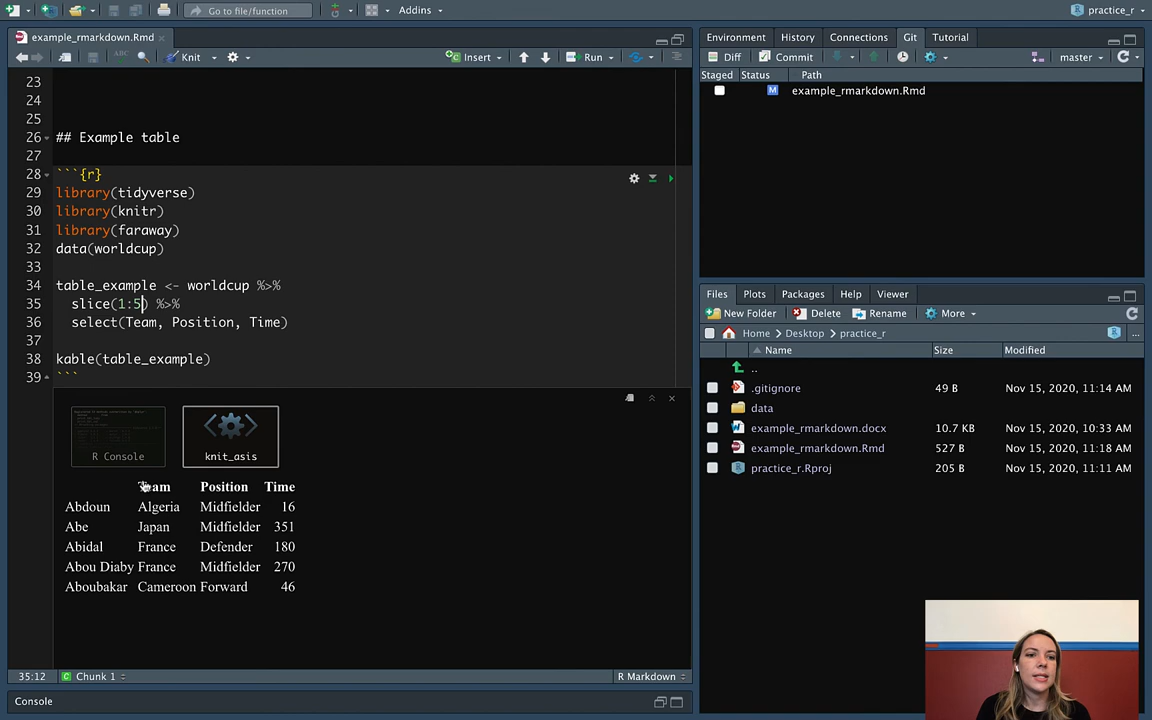 Go to file/function
Addins
practice_r
example_rmarkdown.Rmd
ABC
Knit
Insert
Run
23
24
25
26 ## Example table
27
28 ```{r}
29 library(tidyverse)
30 library(knitr)
31 library(faraway)
32 data(worldcup)
33
34 table_example <- worldcup %>%
35 slice(1:5) %>%
36 select(Team, Position, Time)
37
38 kable(table_example)
39 ```
R Console
knit_asis
Team Position Time
Abdoun Algeria Midfielder 16
Abe Japan Midfielder 351
Abidal France Defender 180
Abou Diaby France Midfielder 270
Aboubakar Cameroon Forward 46
35:12 Chunk 1 R Markdown
Console
Environment History Connections Git Tutorial
Diff Commit master
Staged Status Path
M example_rmarkdown.Rmd
Files Plots Packages Help Viewer
New Folder Delete Rename More
Home Desktop practice_r ...
Name Size Modified
..
.gitignore 49 B Nov 15, 2020, 11:14 AM
data
example_rmarkdown.docx 10.7 KB Nov 15, 2020, 10:33 AM
example_rmarkdown.Rmd 527 B Nov 15, 2020, 11:18 AM
practice_r.Rproj 205 B Nov 15, 2020, 11:11 AM